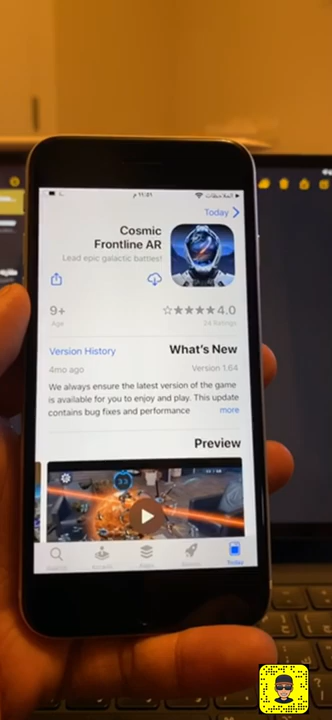 Today
Cosmic
Frontline AR
Lead epic galactic battles!
9+
4.0
Age
24 Ratings
Version History
What's New
4mo ago
Version 1.64
We always ensure the latest version of the game
is available for you to enjoy and play. This update
contains bug fixes and performance
more
Preview
33
Apps
Today